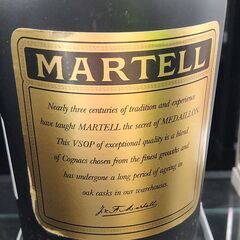 MARTELL
Nearly three centuries of tradition and experience
have taught MARTELL the secret of MEDAILLON.
This VSOP of exceptional quality is a blend
of Cognacs chosen from the finest growths and
has undergone a long period of ageing in
oak casks in our warehouses.
J & F Martell